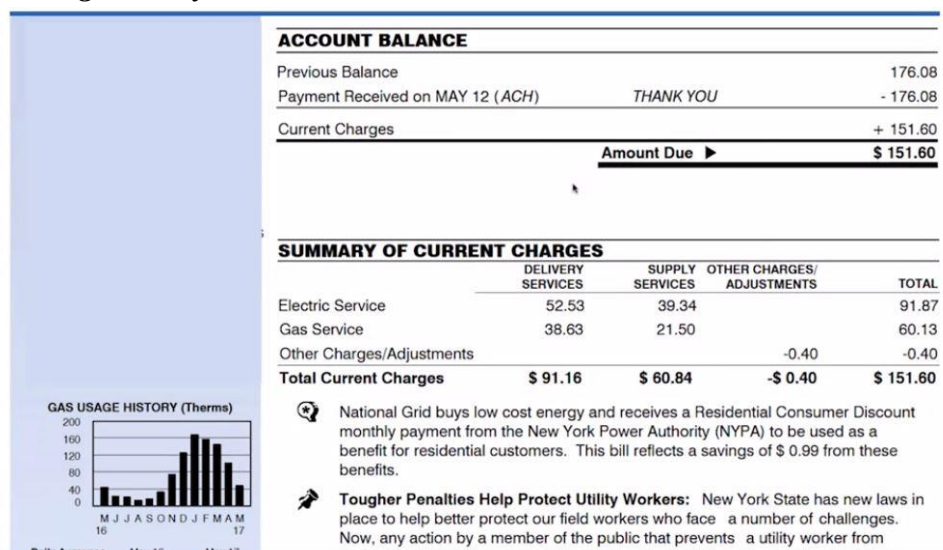 ACCOUNT BALANCE
Previous Balance 176.08
Payment Received on MAY 12 (ACH) THANK YOU - 176.08
Current Charges + 151.60
Amount Due ▶ $ 151.60
SUMMARY OF CURRENT CHARGES
DELIVERY SERVICES SUPPLY SERVICES OTHER CHARGES/ ADJUSTMENTS TOTAL
Electric Service 52.53 39.34 91.87
Gas Service 38.63 21.50 60.13
Other Charges/Adjustments -0.40 -0.40
Total Current Charges $ 91.16 $ 60.84 -$ 0.40 $ 151.60
GAS USAGE HISTORY (Therms)
200
160
120
80
40
0
M J J A S O N D J F M A M
16 17
National Grid buys low cost energy and receives a Residential Consumer Discount
monthly payment from the New York Power Authority (NYPA) to be used as a
benefit for residential customers. This bill reflects a savings of $ 0.99 from these
benefits.
Tougher Penalties Help Protect Utility Workers: New York State has new laws in
place to help better protect our field workers who face a number of challenges.
Now, any action by a member of the public that prevents a utility worker from